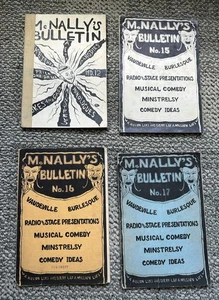 McNALLY'S
BULLETIN
No.12
McNALLY'S
BULLETIN
No.15
VAUDEVILLE BURLESQUE
RADIO & STAGE PRESENTATIONS
MUSICAL COMEDY
MINSTRELSY
COMEDY IDEAS
McNALLY'S
BULLETIN
No.16
VAUDEVILLE BURLESQUE
RADIO & STAGE PRESENTATIONS
MUSICAL COMEDY
MINSTRELSY
COMEDY IDEAS
McNALLY'S
BULLETIN
No.17
VAUDEVILLE BURLESQUE
RADIO & STAGE PRESENTATIONS
MUSICAL COMEDY
MINSTRELSY
COMEDY IDEAS